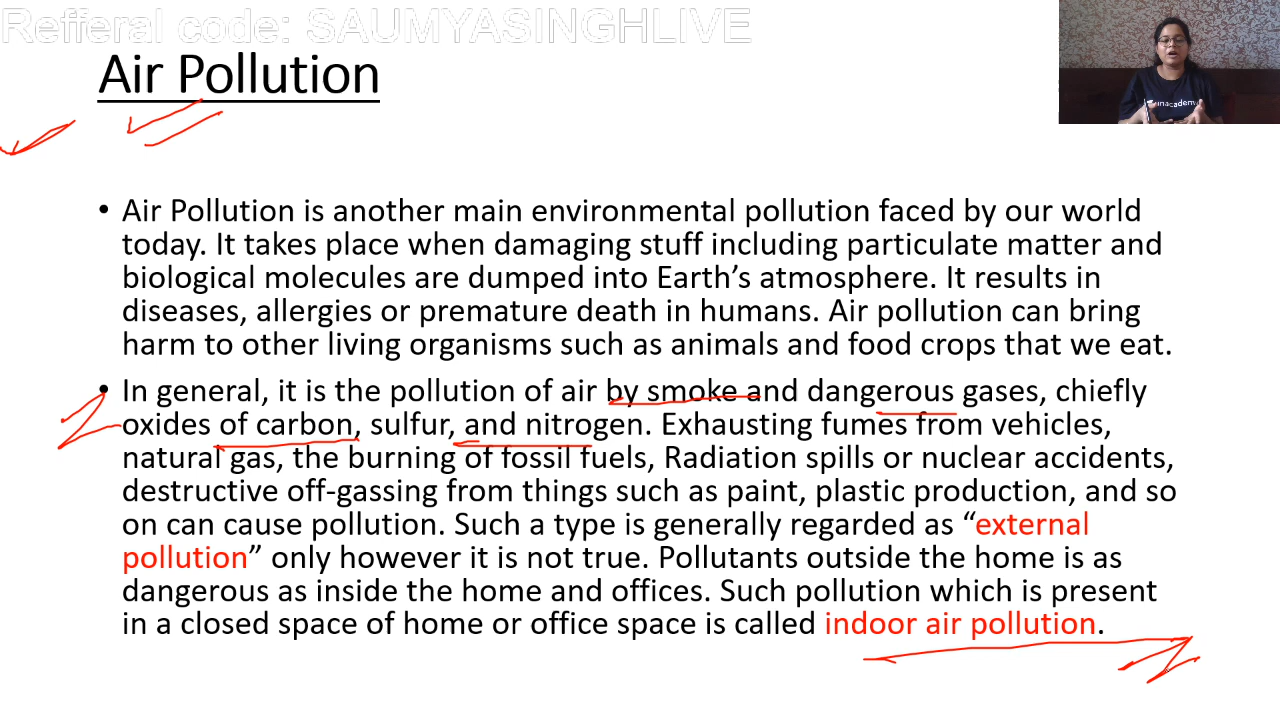 Refferal code: SAUMYASINGHLIVE
Air Pollution
unacademy
• Air Pollution is another main environmental pollution faced by our world
today. It takes place when damaging stuff including particulate matter and
biological molecules are dumped into Earth’s atmosphere. It results in
diseases, allergies or premature death in humans. Air pollution can bring
harm to other living organisms such as animals and food crops that we eat.
• In general, it is the pollution of air by smoke and dangerous gases, chiefly
oxides of carbon, sulfur, and nitrogen. Exhausting fumes from vehicles,
natural gas, the burning of fossil fuels, Radiation spills or nuclear accidents,
destructive off-gassing from things such as paint, plastic production, and so
on can cause pollution. Such a type is generally regarded as “external
pollution” only however it is not true. Pollutants outside the home is as
dangerous as inside the home and offices. Such pollution which is present
in a closed space of home or office space is called indoor air pollution.